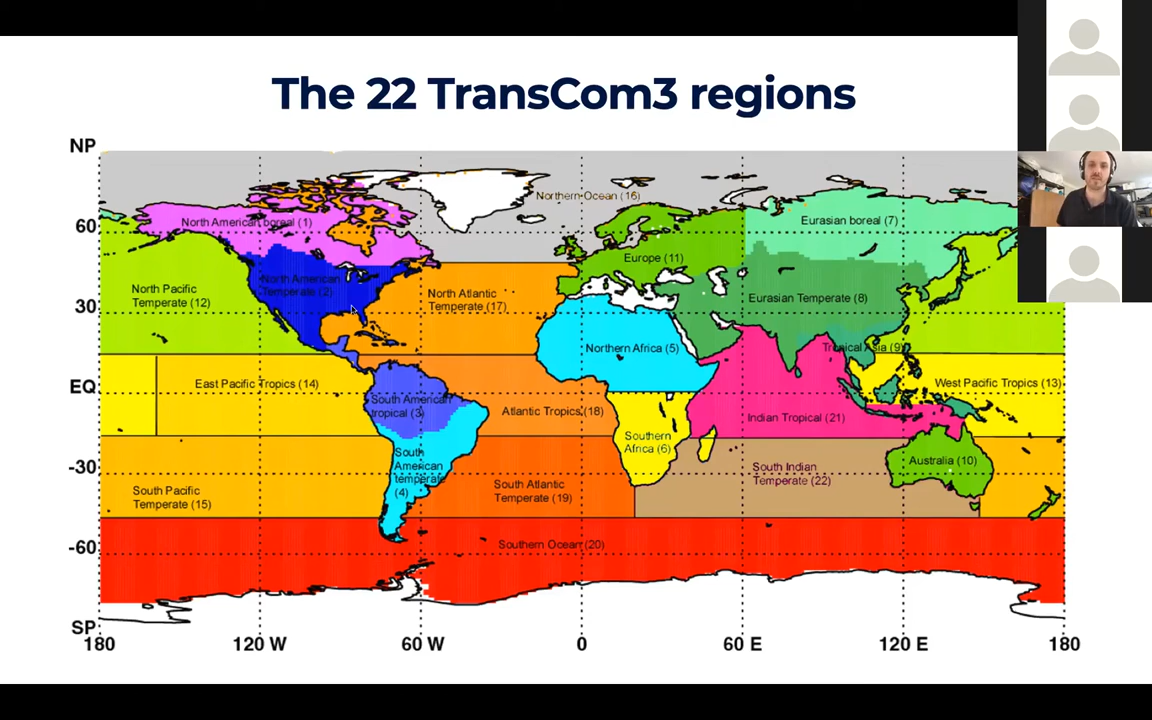 The 22 TransCom3 regions
NP
60
30
EQ
-30
-60
SP
180
120 W
60 W
0
60 E
120 E
180
Northern Ocean (16)
North American boreal (1)
Eurasian boreal (7)
Europe (11)
North American
Temperate (2)
North Pacific
Temperate (12)
North Atlantic
Temperate (17)
Eurasian Temperate (8)
Northern Africa (5)
Tropical Asia (9)
East Pacific Tropics (14)
West Pacific Tropics (13)
South American
tropical (3)
Atlantic Tropics (18)
Indian Tropical (21)
Southern
Africa (6)
South
American
temperate
(4)
Australia (10)
South Indian
Temperate (22)
South Pacific
Temperate (15)
South Atlantic
Temperate (19)
Southern Ocean (20)